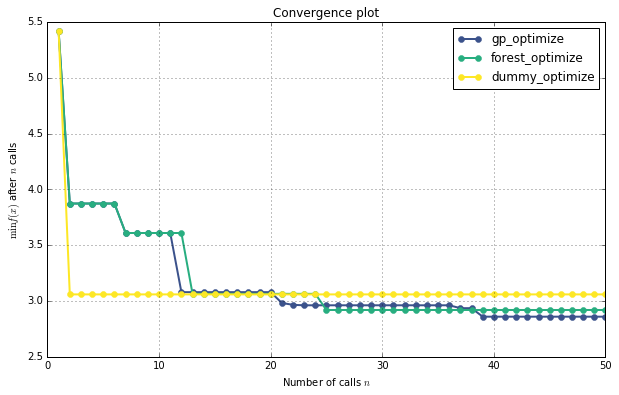 Convergence plot
gp_optimize
forest_optimize
dummy_optimize
min f(x) after n calls
5.5
5.0
4.5
4.0
3.5
3.0
2.5
0 10 20 30 40 50
Number of calls n